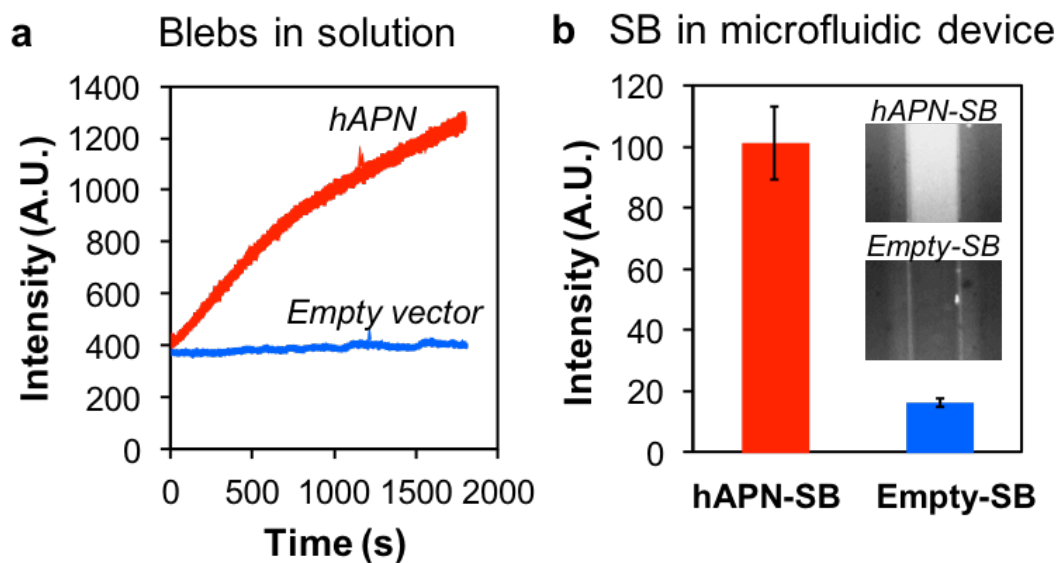 a Blebs in solution
Intensity (A.U.)
1400
1200
1000
800
600
400
200
0
hAPN
Empty vector
0 500 1000 1500 2000
Time (s)
b SB in microfluidic device
Intensity (A.U.)
120
100
80
60
40
20
0
hAPN-SB
Empty-SB
hAPN-SB Empty-SB